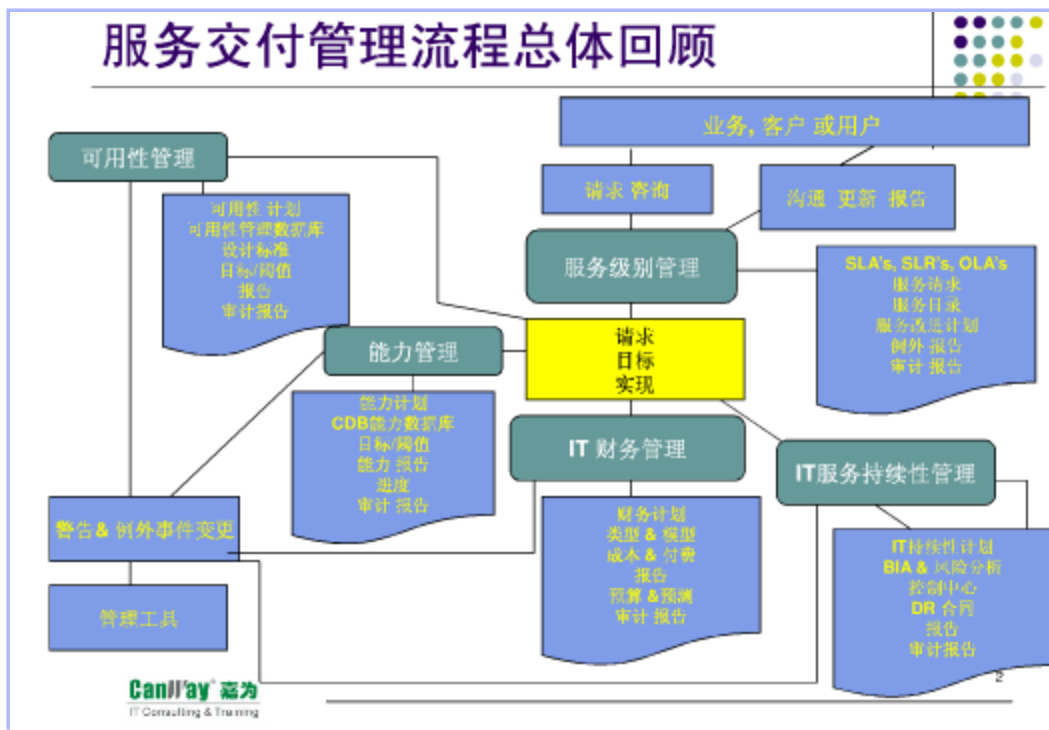 服务交付管理流程总体回顾
业务, 客户 或用户
可用性管理
请求 咨询
沟通 更新 报告
可用性 计划
可用性管理数据库
设计标准
目标/阈值
报告
审计报告
服务级别管理
SLA's, SLR's, OLA's
服务请求
服务目录
服务改进计划
例外 报告
审计 报告
能力管理
请求
目标
实现
能力计划
CDB能力数据库
目标/阈值
能力 报告
进度
审计 报告
IT 财务管理
IT服务持续性管理
警告& 例外事件变更
财务计划
类型 & 模型
成本 & 付费
报告
预算 &预测
审计 报告
IT持续性计划
BIA & 风险分析
控制中心
DR 合同
报告
审计报告
管理工具
2
CanWay 嘉为
IT Consulting & Training